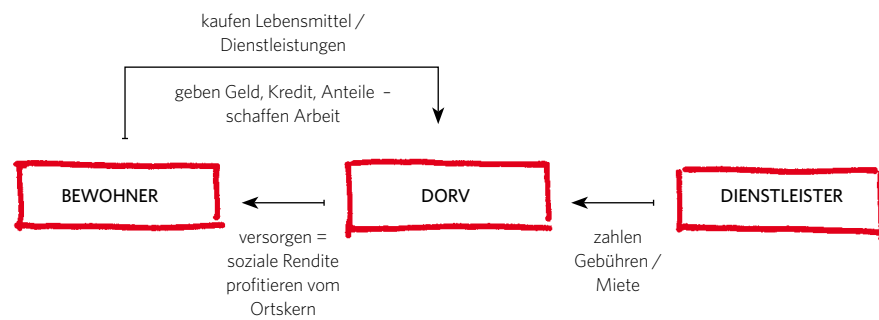 kaufen Lebensmittel /
Dienstleistungen
geben Geld, Kredit, Anteile –
schaffen Arbeit
BEWOHNER
DORV
DIENSTLEISTER
versorgen =
soziale Rendite
profitieren vom
Ortskern
zahlen
Gebühren /
Miete